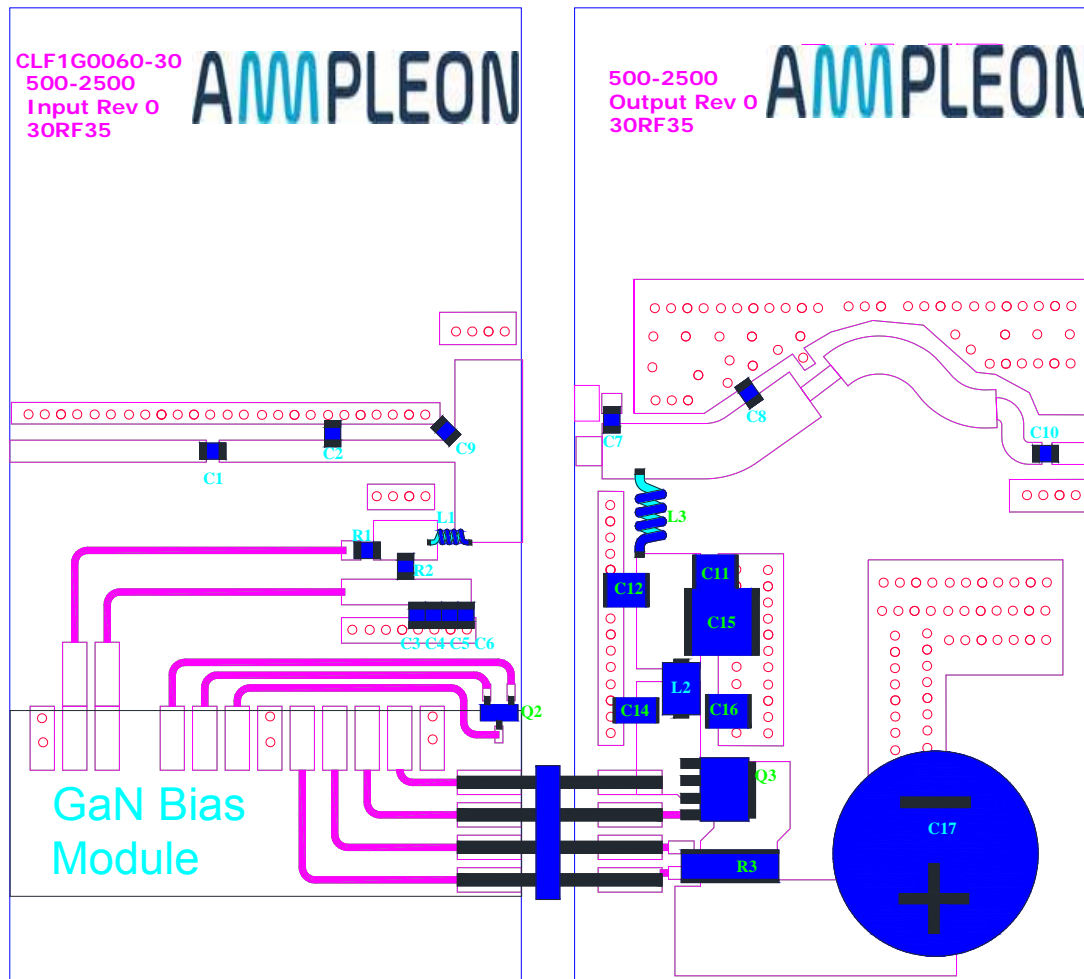 CLF1G0060-30
500-2500
Input Rev 0
30RF35
AMPLEON
500-2500
Output Rev 0
30RF35
AMPLEON
C1
C2
C9
C7
C8
C10
R1
L1
R2
C3 C4 C5 C6
L3
C12
C11
C15
L2
C14
C16
Q2
Q3
R3
C17
GaN Bias
Module